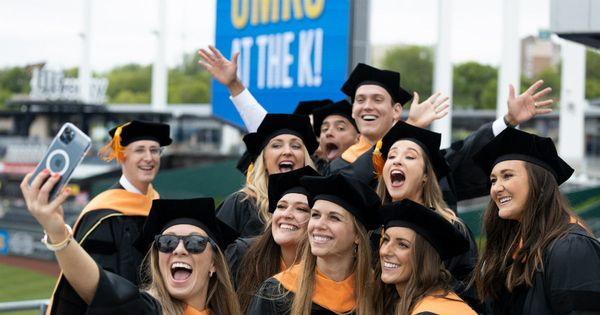 UMKC
AT THE K!